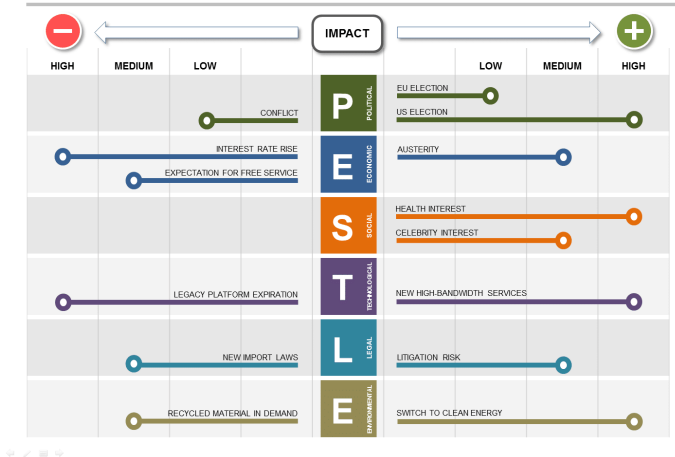 IMPACT
HIGH MEDIUM LOW LOW MEDIUM HIGH
P POLITICAL
CONFLICT
EU ELECTION
US ELECTION
E ECONOMIC
INTEREST RATE RISE
EXPECTATION FOR FREE SERVICE
AUSTERITY
S SOCIAL
HEALTH INTEREST
CELEBRITY INTEREST
T TECHNOLOGICAL
LEGACY PLATFORM EXPIRATION
NEW HIGH-BANDWIDTH SERVICES
L LEGAL
NEW IMPORT LAWS
LITIGATION RISK
E ENVIRONMENTAL
RECYCLED MATERIAL IN DEMAND
SWITCH TO CLEAN ENERGY